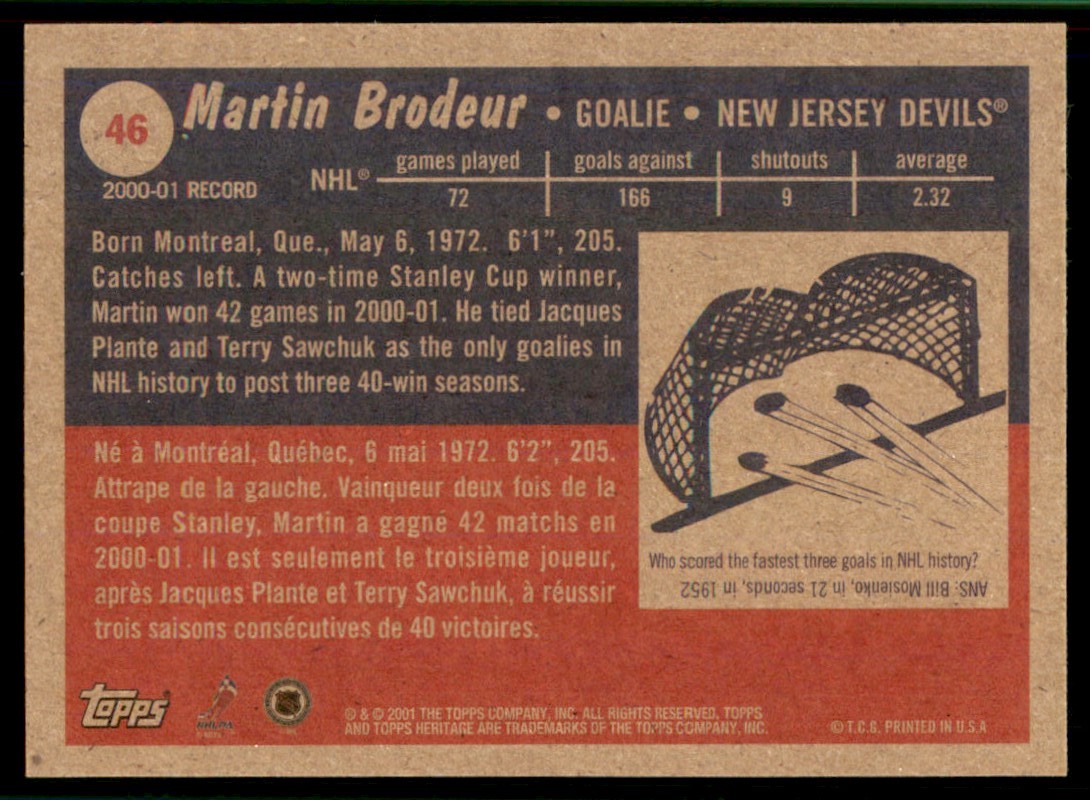 46
Martin Brodeur • GOALIE • NEW JERSEY DEVILS®
2000-01 RECORD
NHL®
games played goals against shutouts average
72 166 9 2.32
Born Montreal, Que., May 6, 1972. 6'1", 205.
Catches left. A two-time Stanley Cup winner,
Martin won 42 games in 2000-01. He tied Jacques
Plante and Terry Sawchuk as the only goalies in
NHL history to post three 40-win seasons.
Né à Montréal, Québec, 6 mai 1972. 6'2", 205.
Attrape de la gauche. Vainqueur deux fois de la
coupe Stanley, Martin a gagné 42 matchs en
2000-01. Il est seulement le troisième joueur,
après Jacques Plante et Terry Sawchuk, à réussir
trois saisons consécutives de 40 victoires.
Who scored the fastest three goals in NHL history?
ANS: Bill Mosienko, in 21 seconds, in 1952
topps
NHLPA
® & © 2001 THE TOPPS COMPANY, INC. ALL RIGHTS RESERVED. TOPPS
AND TOPPS HERITAGE ARE TRADEMARKS OF THE TOPPS COMPANY, INC.
© T.C.G. PRINTED IN U.S.A